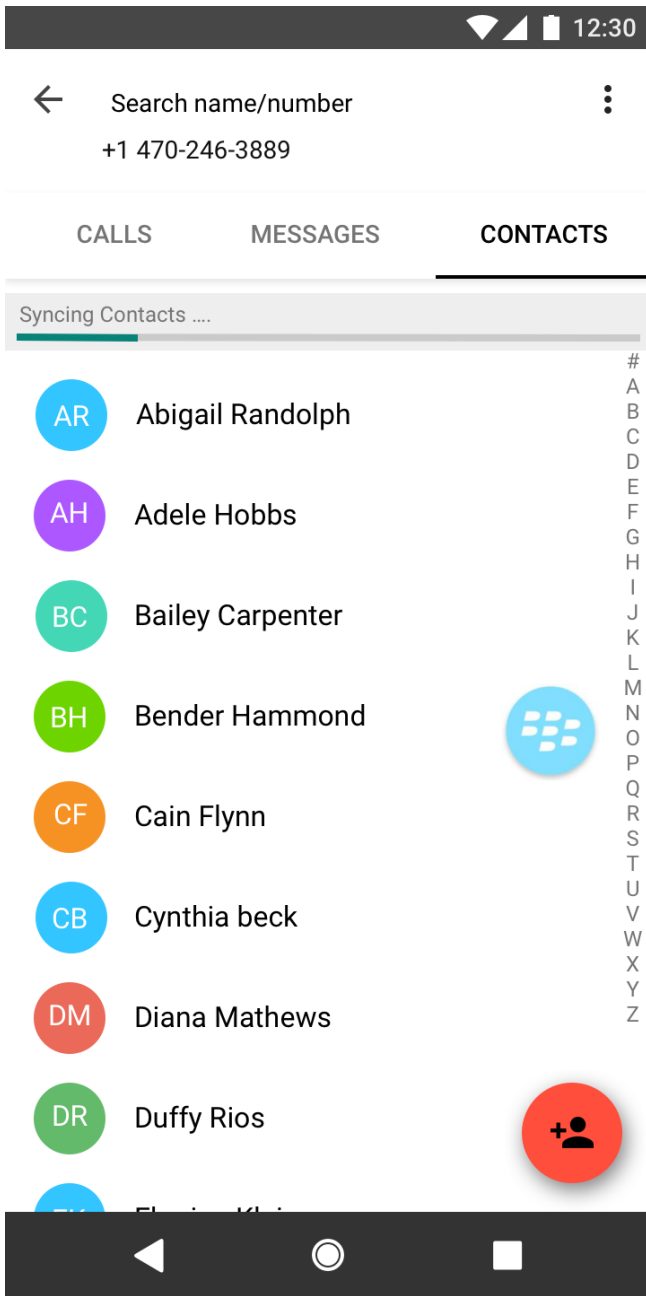 12:30
Search name/number
+1 470-246-3889
CALLS MESSAGES CONTACTS
Syncing Contacts ....
#
A
B
C
D
E
F
G
H
I
J
K
L
M
N
O
P
Q
R
S
T
U
V
W
X
Y
Z
AR Abigail Randolph
AH Adele Hobbs
BC Bailey Carpenter
BH Bender Hammond
CF Cain Flynn
CB Cynthia beck
DM Diana Mathews
DR Duffy Rios